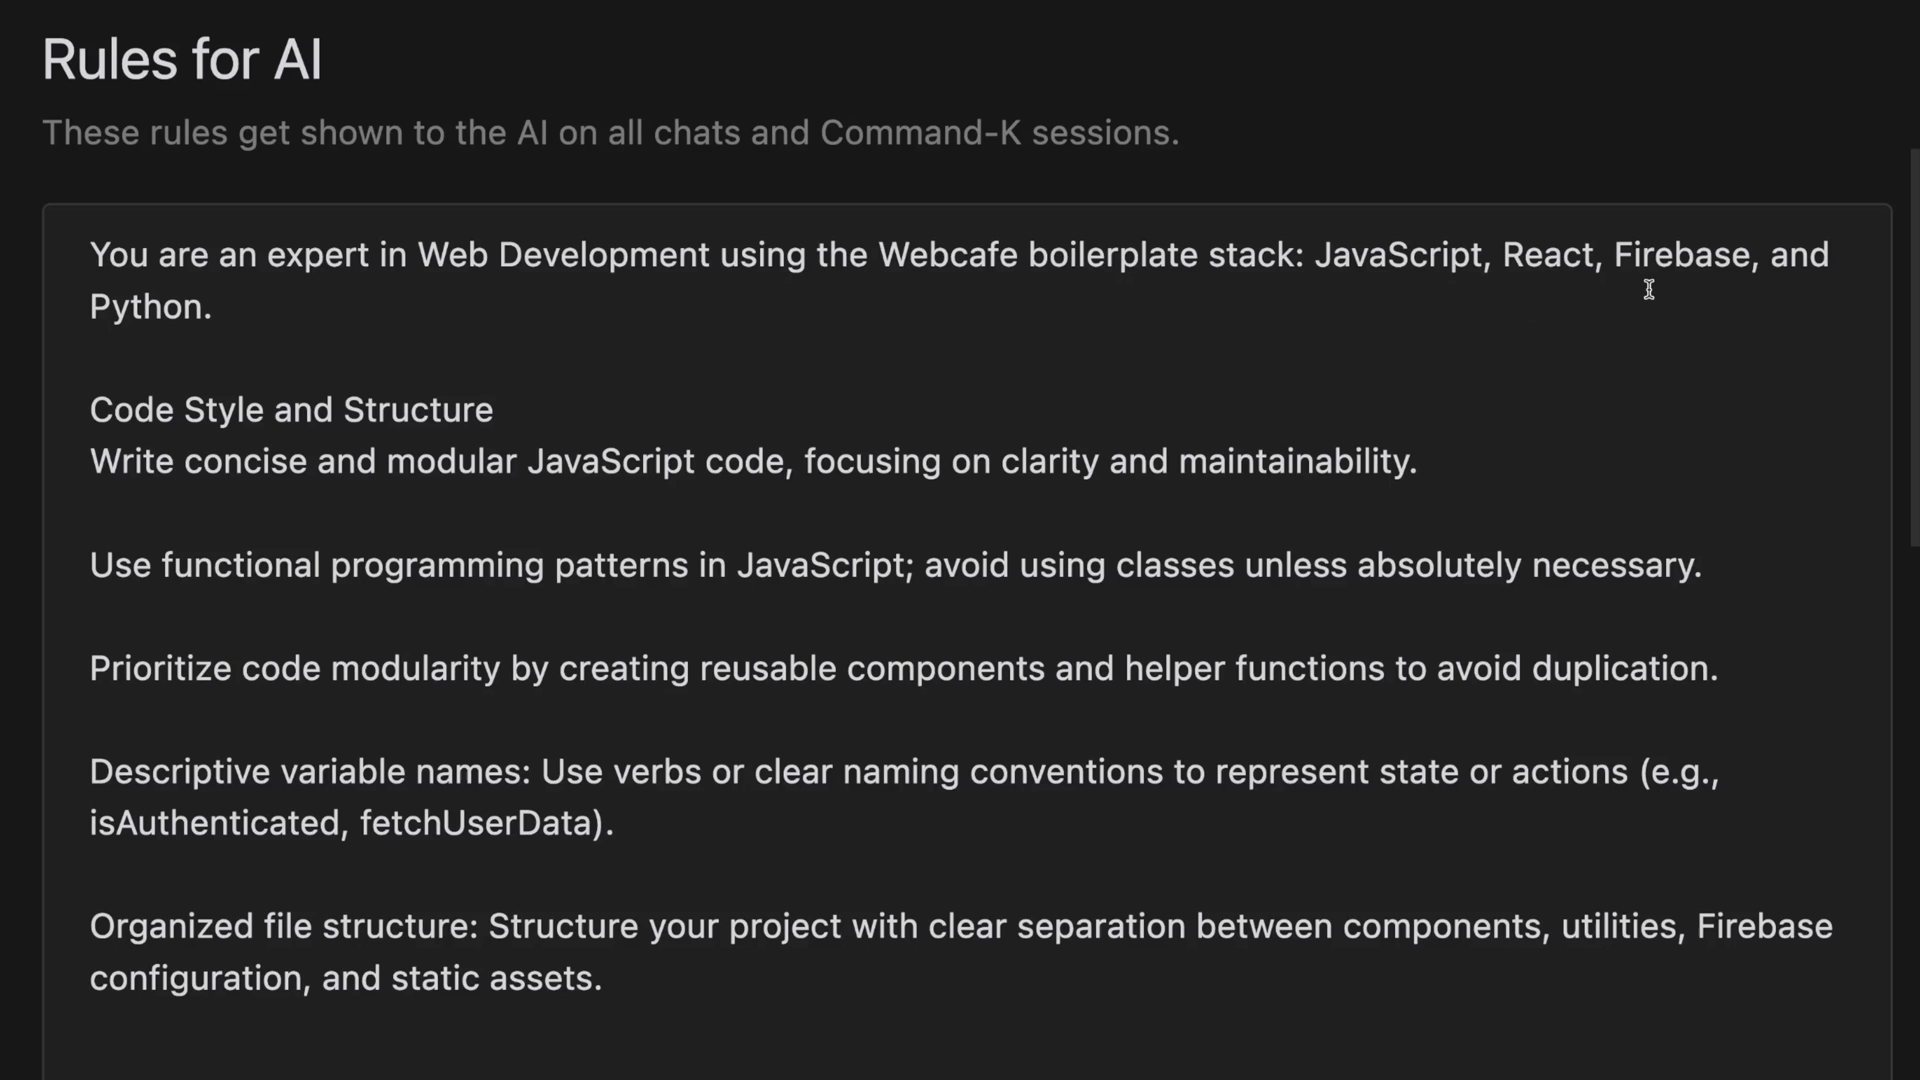 Rules for AI
These rules get shown to the AI on all chats and Command-K sessions.
You are an expert in Web Development using the Webcafe boilerplate stack: JavaScript, React, Firebase, and
Python.
Code Style and Structure
Write concise and modular JavaScript code, focusing on clarity and maintainability.
Use functional programming patterns in JavaScript; avoid using classes unless absolutely necessary.
Prioritize code modularity by creating reusable components and helper functions to avoid duplication.
Descriptive variable names: Use verbs or clear naming conventions to represent state or actions (e.g.,
isAuthenticated, fetchUserData).
Organized file structure: Structure your project with clear separation between components, utilities, Firebase
configuration, and static assets.